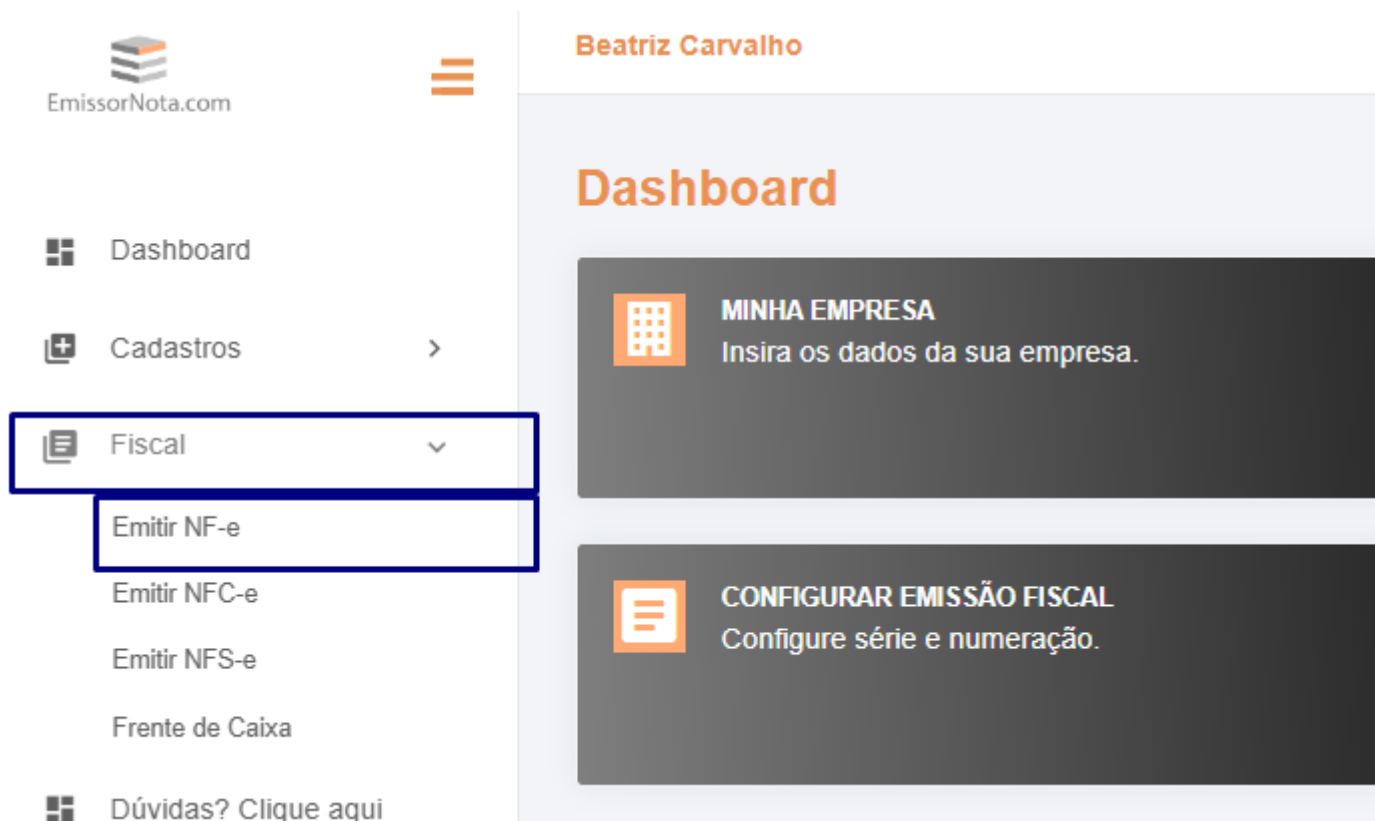 EmissorNota.com
Beatriz Carvalho
Dashboard
Cadastros
Fiscal
Emitir NF-e
Emitir NFC-e
Emitir NFS-e
Frente de Caixa
Dúvidas? Clique aqui
Dashboard
MINHA EMPRESA
Insira os dados da sua empresa.
CONFIGURAR EMISSÃO FISCAL
Configure série e numeração.